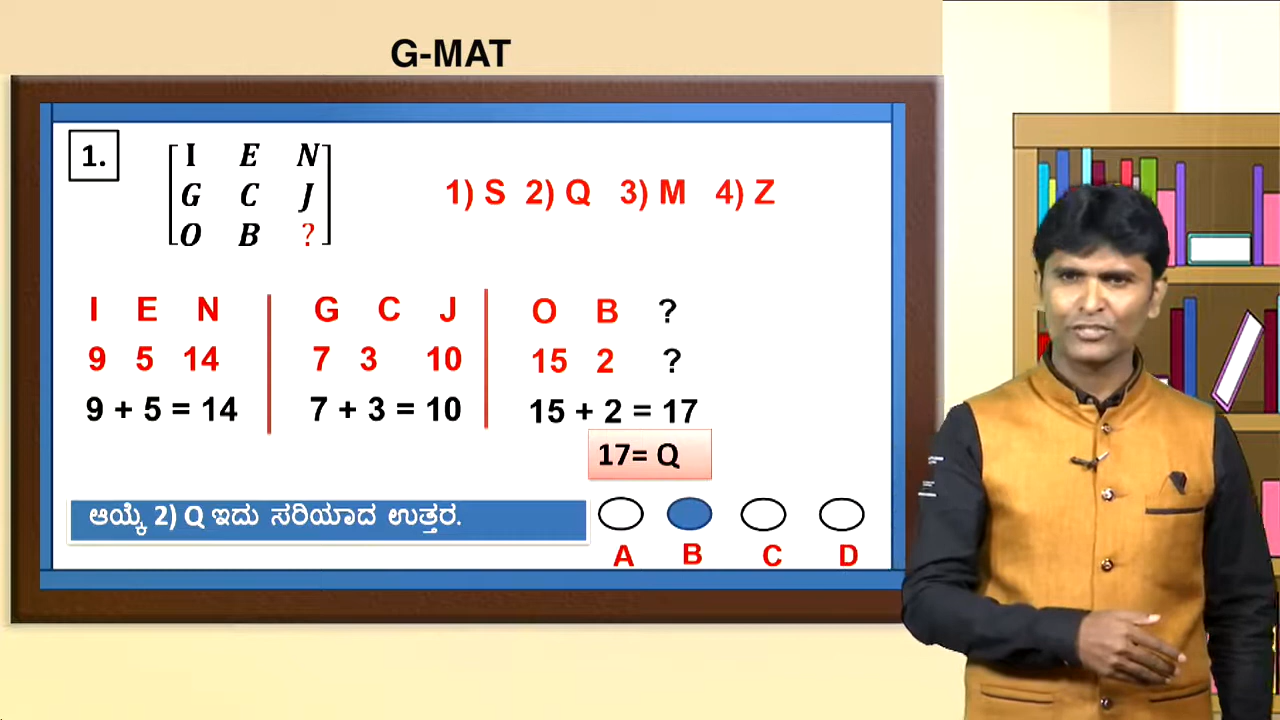 G-MAT
1.
I E N
G C J
O B ?
1) S 2) Q 3) M 4) Z
I E N
9 5 14
9 + 5 = 14
G C J
7 3 10
7 + 3 = 10
O B ?
15 2 ?
15 + 2 = 17
17= Q
ಆಯ್ಕೆ 2) Q ಇದು ಸರಿಯಾದ ಉತ್ತರ.
A B C D